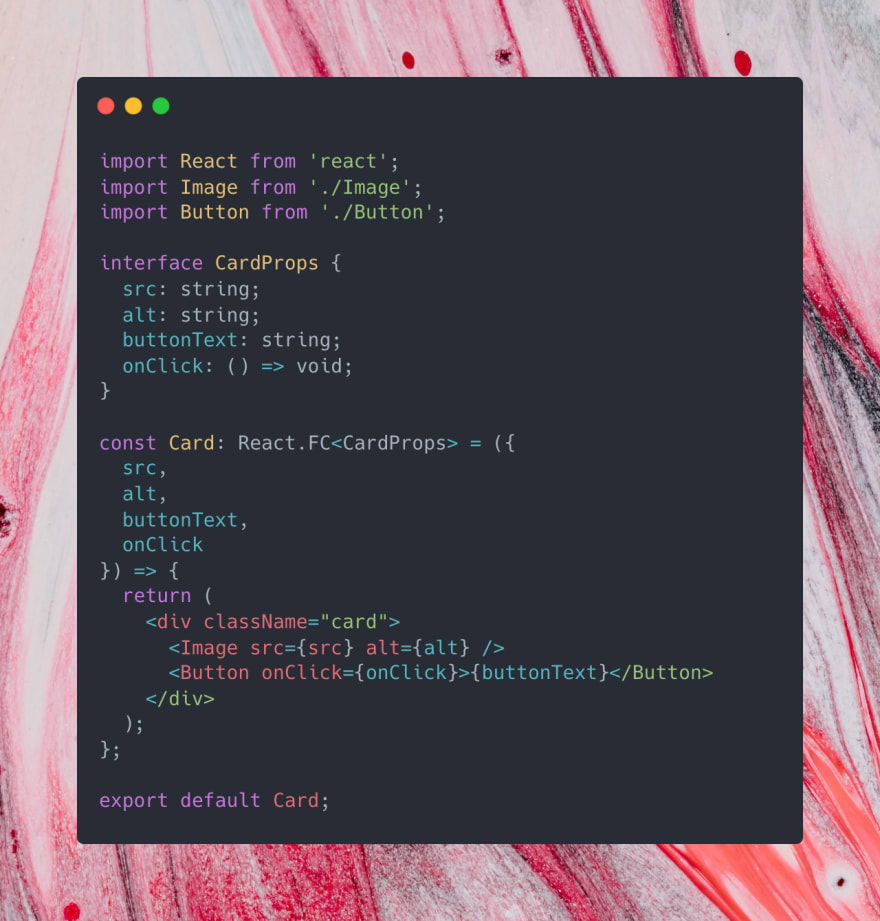 import React from 'react';
import Image from './Image';
import Button from './Button';

interface CardProps {
  src: string;
  alt: string;
  buttonText: string;
  onClick: () => void;
}

const Card: React.FC<CardProps> = ({
  src,
  alt,
  buttonText,
  onClick
}) => {
  return (
    <div className="card">
      <Image src={src} alt={alt} />
      <Button onClick={onClick}>{buttonText}</Button>
    </div>
  );
};

export default Card;